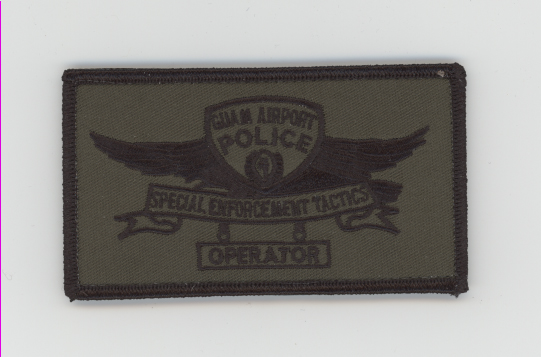 GUAM AIRPORT
POLICE
SPECIAL ENFORCEMENT TACTICS
OPERATOR